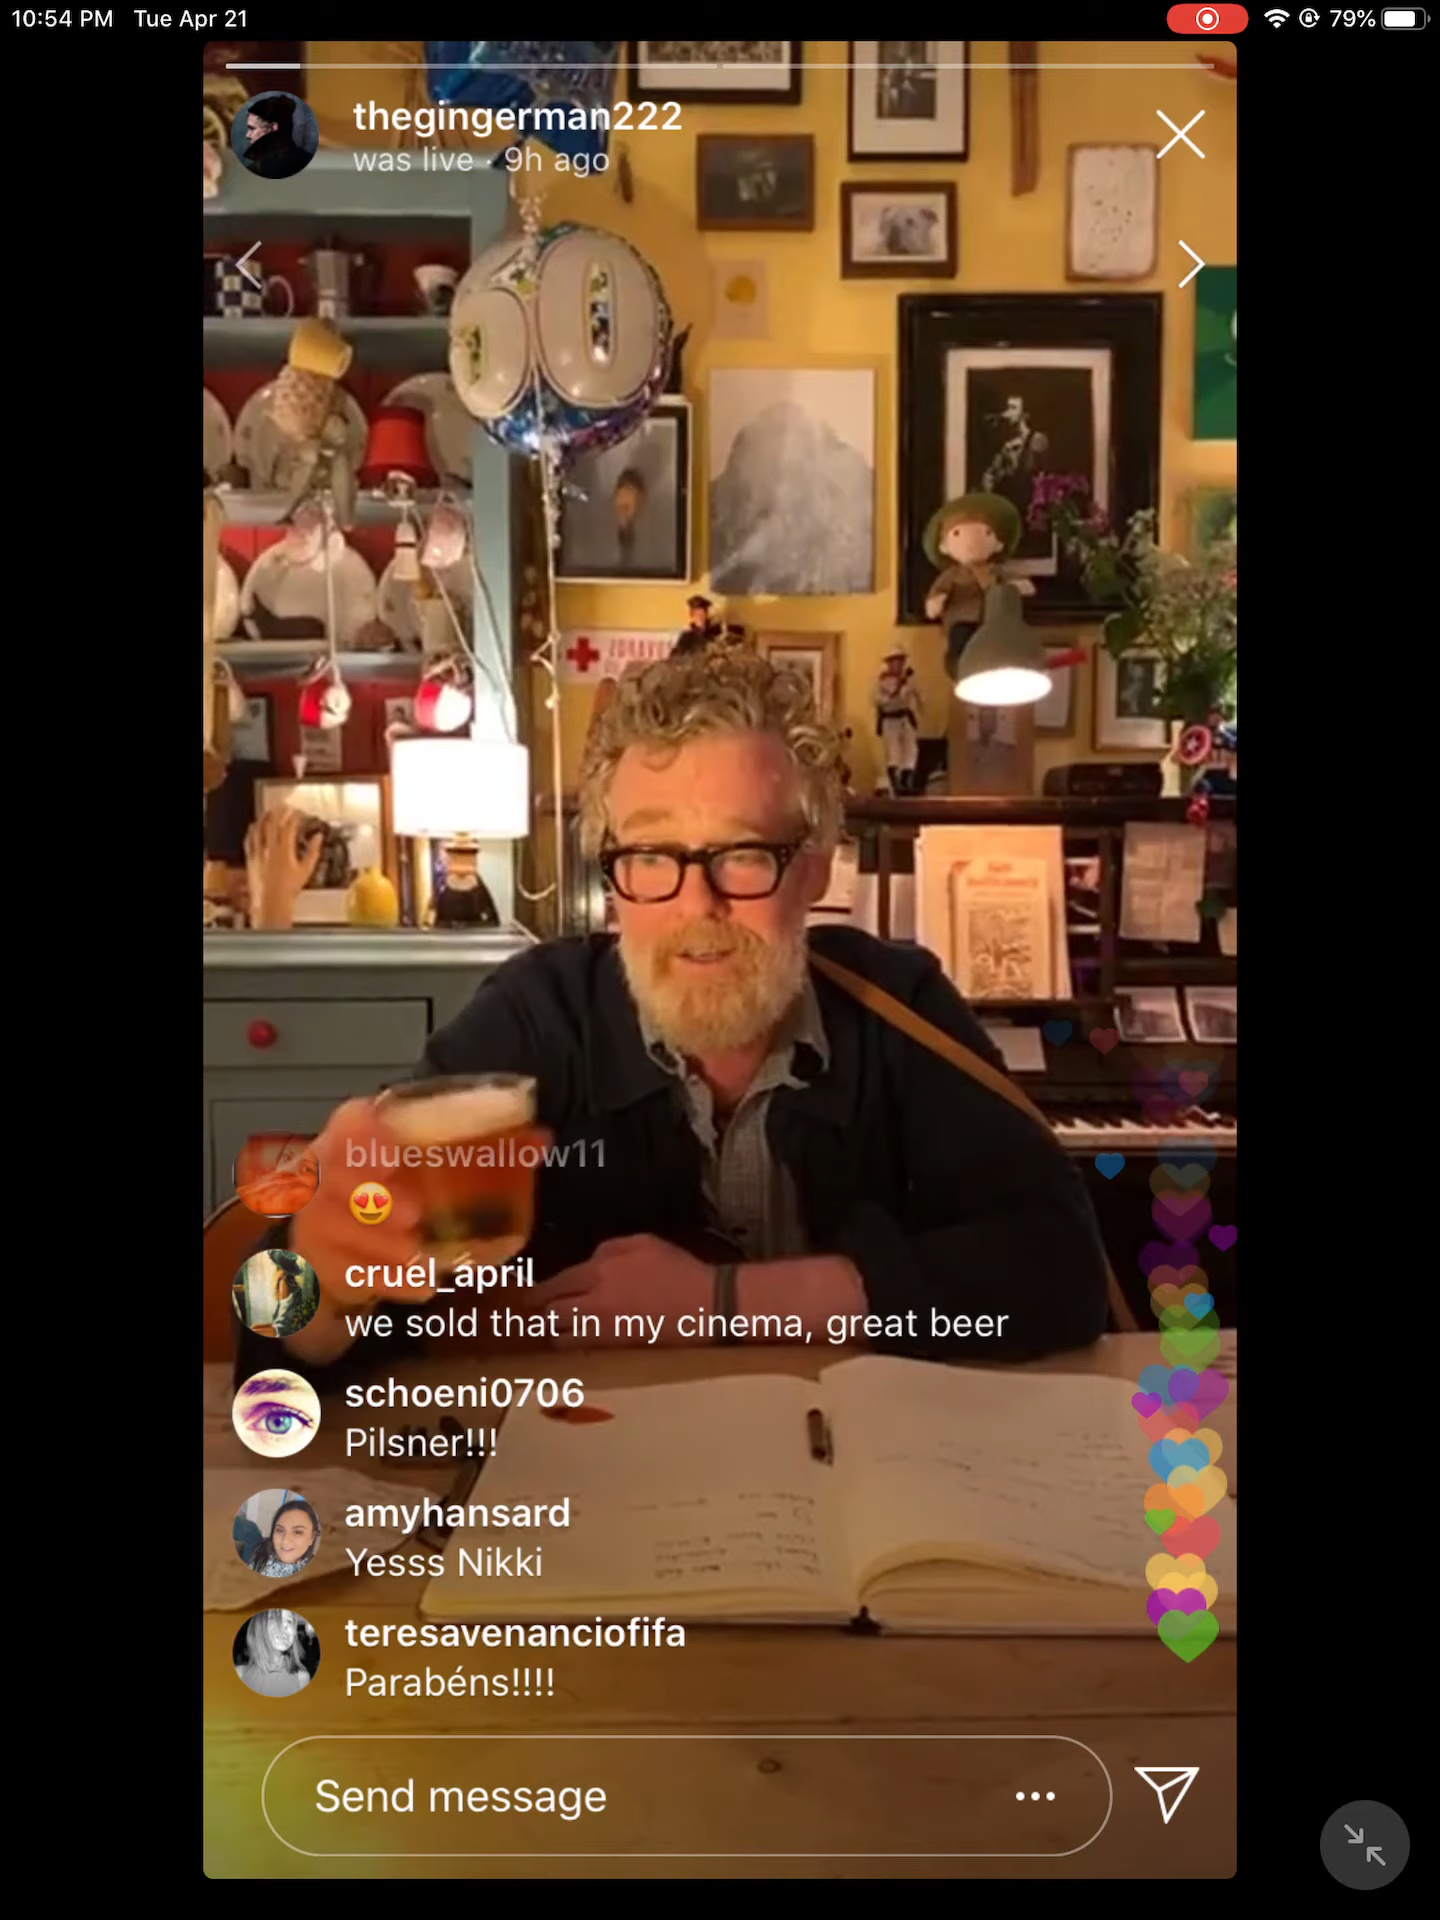 10:54 PM Tue Apr 21
79%
thegingerman222
was live · 9h ago
60
blueswallow11
😍
cruel_april
we sold that in my cinema, great beer
schoeni0706
Pilsner!!!
amyhansard
Yesss Nikki
teresavenanciofifa
Parabéns!!!!
Send message